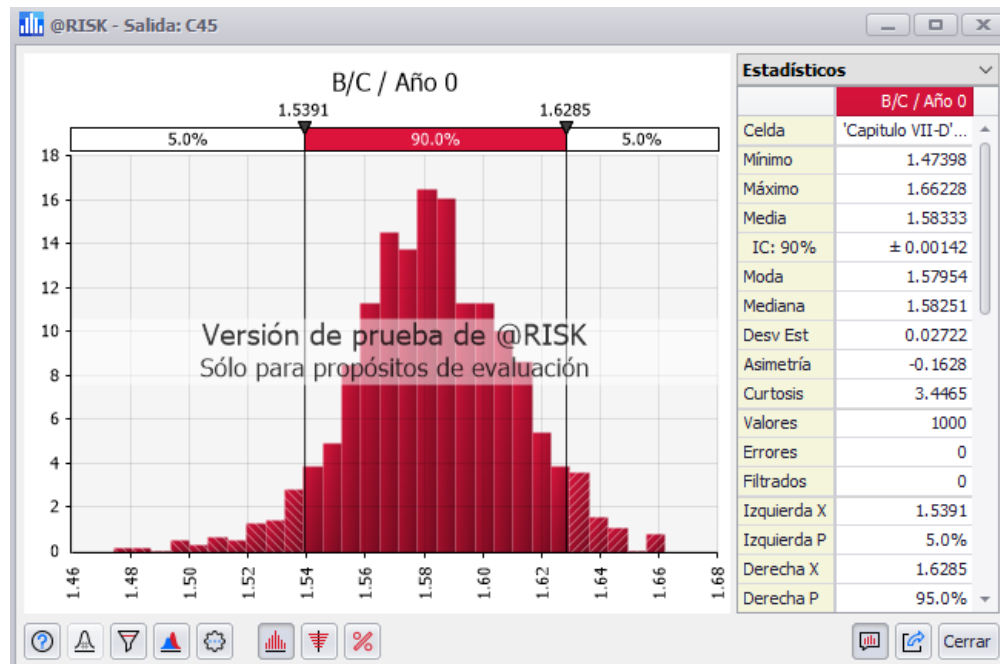 @RISK - Salida: C45
B/C / Año 0
1.5391 1.6285
5.0% 90.0% 5.0%
18
16
14
12
10
8
6
4
2
0
Versión de prueba de @RISK
Sólo para propósitos de evaluación
1.46 1.48 1.50 1.52 1.54 1.56 1.58 1.60 1.62 1.64 1.66 1.68
Estadísticos
B/C / Año 0
Celda 'Capitulo VII-D'...
Mínimo 1.47398
Máximo 1.66228
Media 1.58333
IC: 90% ± 0.00142
Moda 1.57954
Mediana 1.58251
Desv Est 0.02722
Asimetría -0.1628
Curtosis 3.4465
Valores 1000
Errores 0
Filtrados 0
Izquierda X 1.5391
Izquierda P 5.0%
Derecha X 1.6285
Derecha P 95.0%
Cerrar